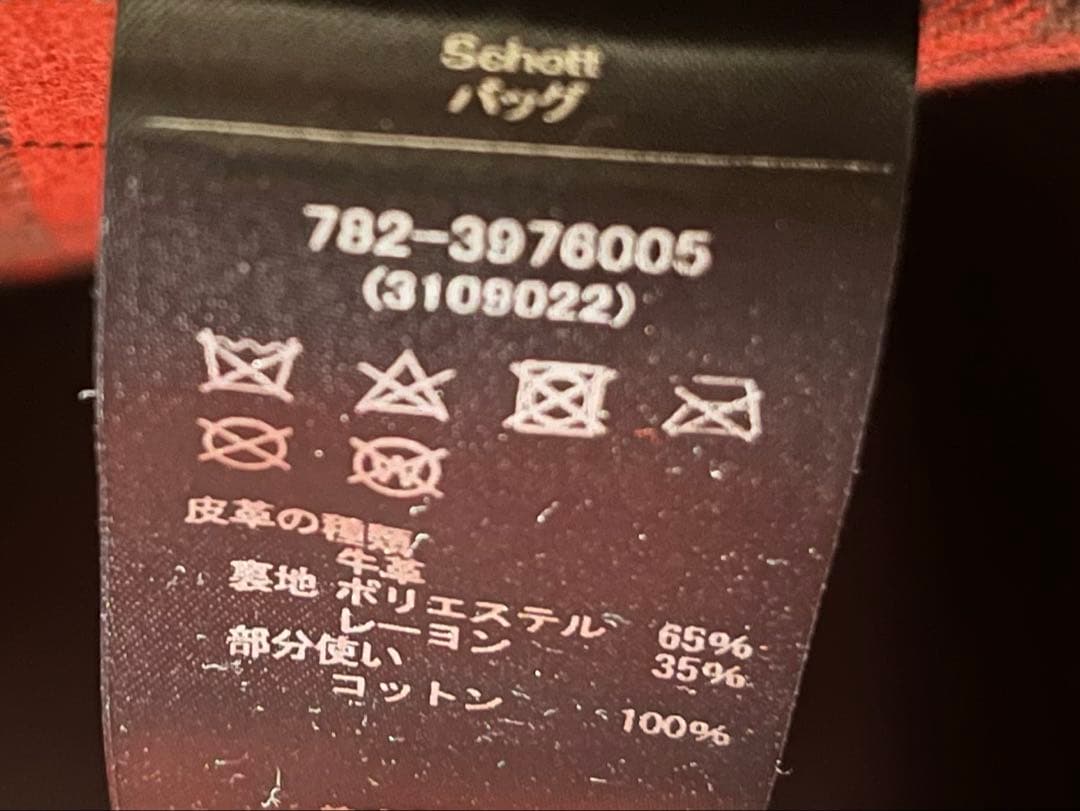 Schott
バッグ
782-3976005
(3109022)
皮革の種類
牛革
裏地 ポリエステル 65%
レーヨン 35%
部分使い
コットン 100%